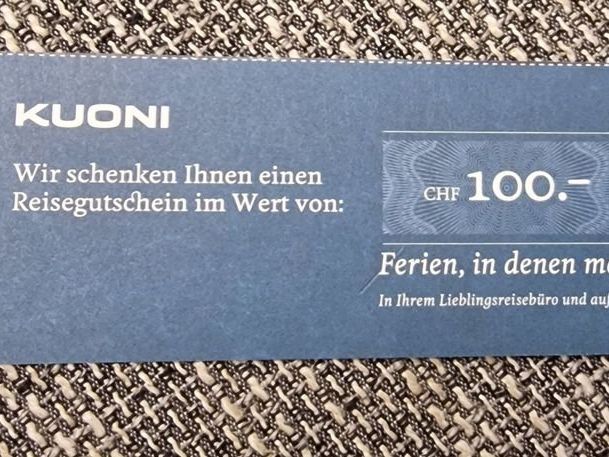 KUONI
Wir schenken Ihnen einen
Reisegutschein im Wert von:
CHF 100.–
Ferien, in denen
In Ihrem Lieblingsreisebüro und